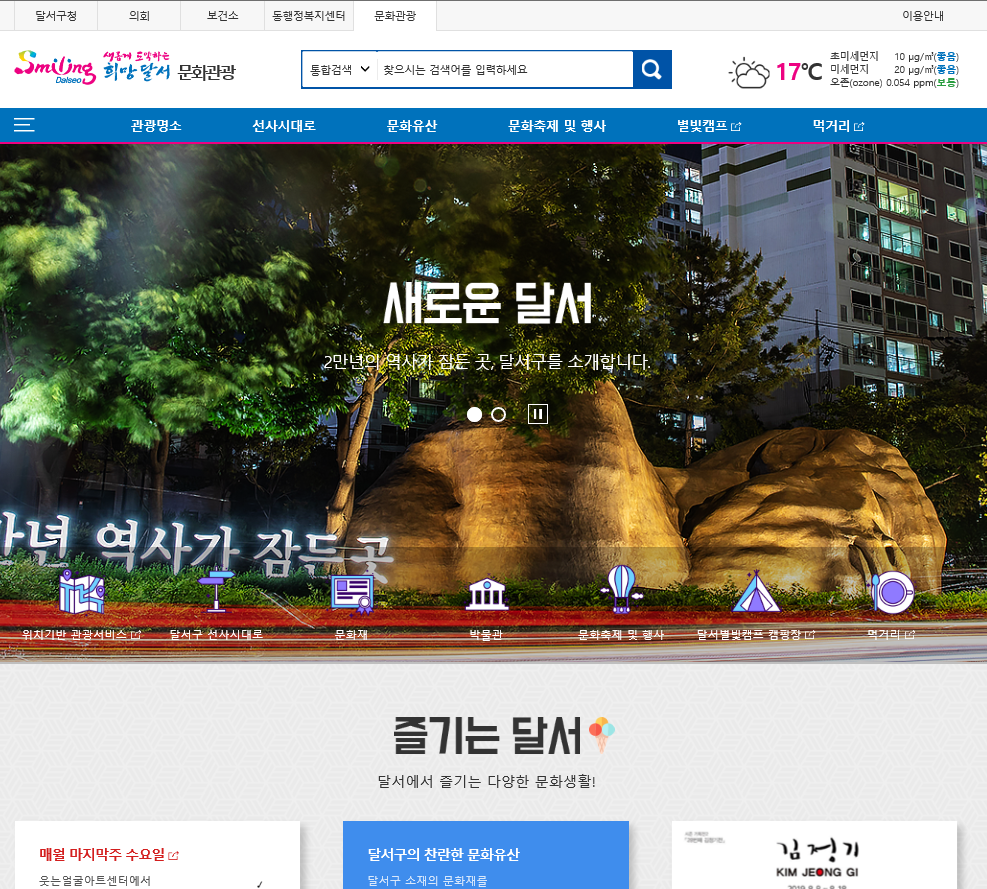 달서구청 의회 보건소 동행정복지센터 문화관광 이용안내
Smiling Dalseo 새롭게 도약하는 희망달서 문화관광
통합검색 찾으시는 검색어를 입력하세요
17℃
초미세먼지 10 μg/㎥(좋음)
미세먼지 20 μg/㎥(좋음)
오존(ozone) 0.054 ppm(보통)
관광명소 선사시대로 문화유산 문화축제 및 행사 별빛캠프 먹거리
새로운 달서
2만년의 역사가 잠든 곳, 달서구를 소개합니다.
만년 역사가 잠든곳
위치기반 관광서비스 달서구 선사시대로 문화재 박물관 문화축제 및 행사 달서별빛캠프 캠핑장 먹거리
즐기는 달서
달서에서 즐기는 다양한 문화생활!
매월 마지막주 수요일
웃는얼굴아트센터에서
달서구의 찬란한 문화유산
달서구 소재의 문화재를
김정기
KIM JEONG GI
2019.8.9 – 8.18